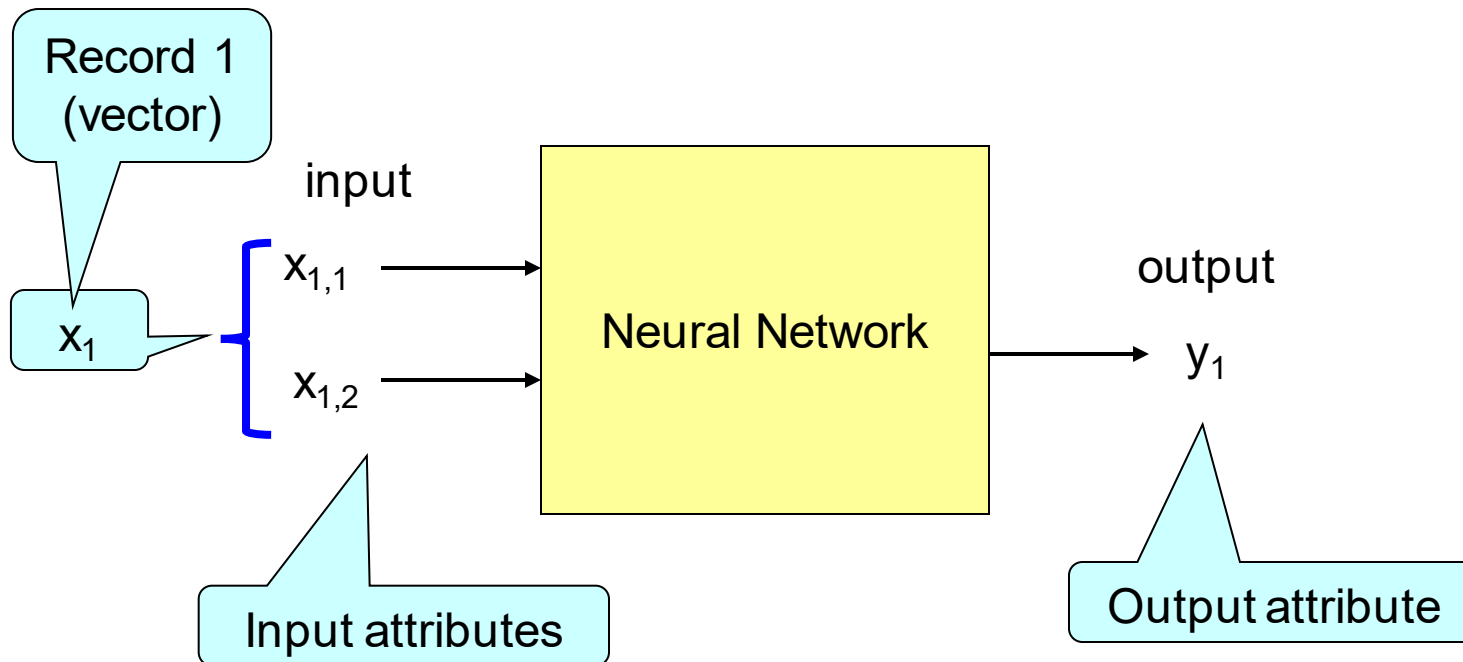 Record 1
(vector)
input
x₁,₁
output
x₁
Neural Network
y₁
x₁,₂
Output attribute
Input attributes